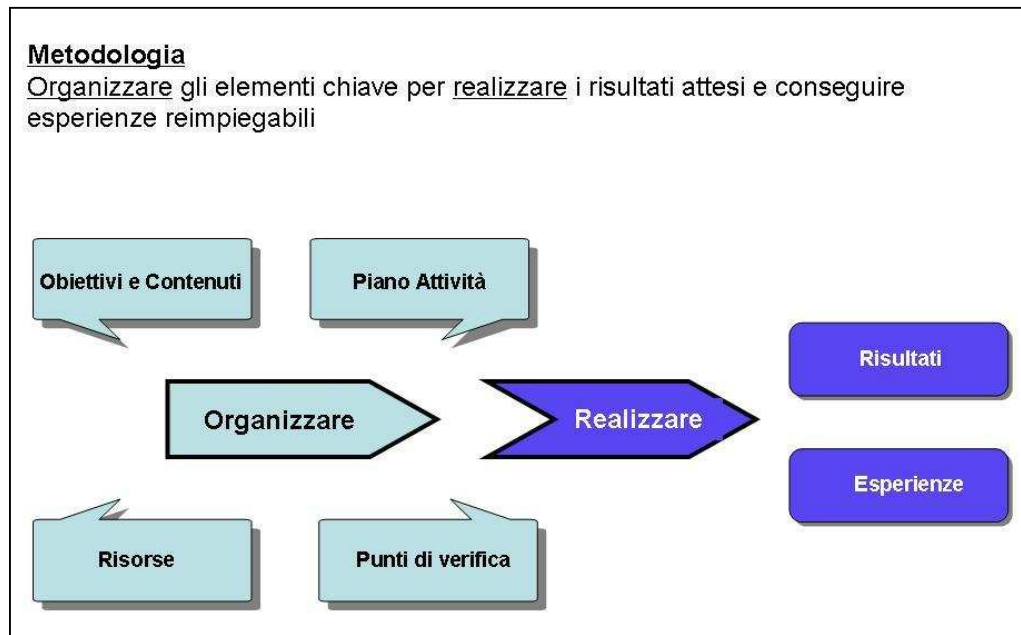 Metodologia
Organizzare gli elementi chiave per realizzare i risultati attesi e conseguire
esperienze reimpiegabili
Obiettivi e Contenuti
Piano Attività
Risultati
Organizzare
Realizzare
Esperienze
Risorse
Punti di verifica